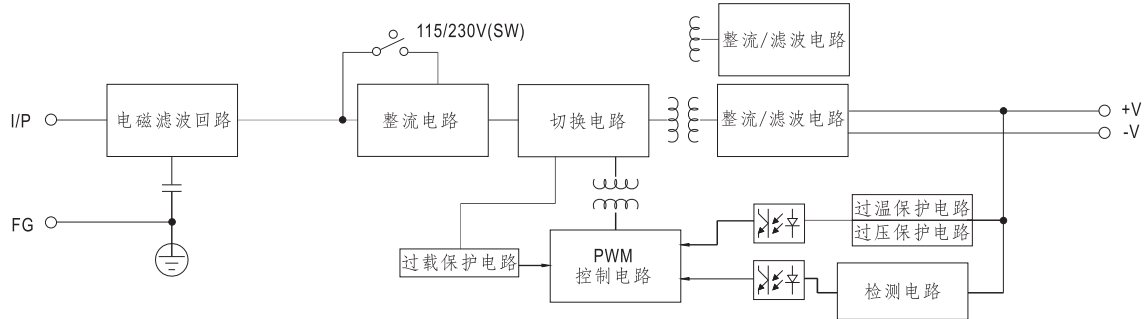 115/230V(SW)
整流/滤波电路
I/P
电磁滤波回路
整流电路
切换电路
整流/滤波电路
+V
-V
FG
过温保护电路
过压保护电路
过载保护电路
PWM
控制电路
检测电路